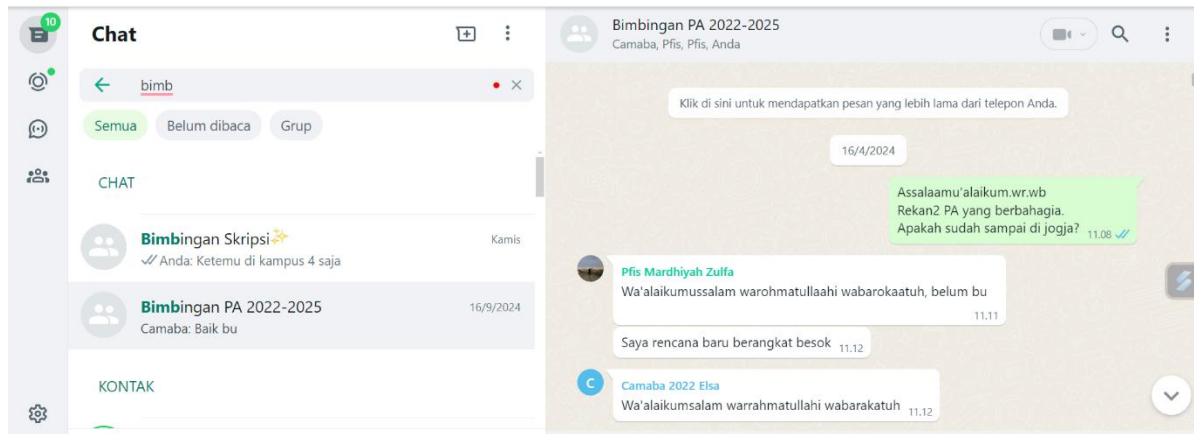 10
Chat
bimb
Semua
Belum dibaca
Grup
CHAT
Bimbingan Skripsi✨
Kamis
Anda: Ketemu di kampus 4 saja
Bimbingan PA 2022-2025
16/9/2024
Camaba: Baik bu
KONTAK
Bimbingan PA 2022-2025
Camaba, Pfis, Pfis, Anda
Klik di sini untuk mendapatkan pesan yang lebih lama dari telepon Anda.
16/4/2024
Assalaamu'alaikum.wr.wb
Rekan2 PA yang berbahagia.
Apakah sudah sampai di jogja? 11.08
Pfis Mardhiyah Zulfa
Wa'alaikumussalam warohmatullaahi wabarokaatuh, belum bu
11.11
Saya rencana baru berangkat besok 11.12
C
Camaba 2022 Elsa
Wa'alaikumsalam warrahmatullahi wabarakatuh 11.12